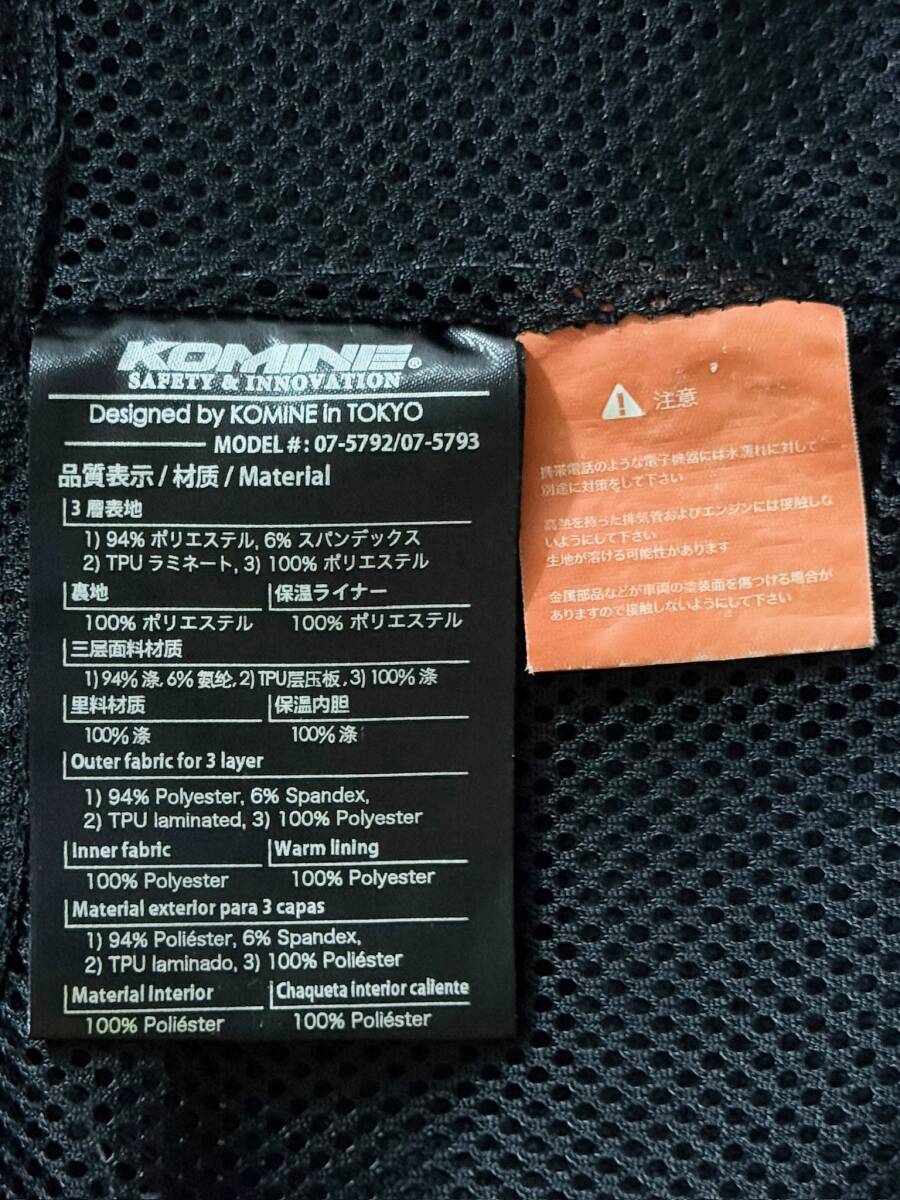 KOMINE®
SAFETY & INNOVATION
Designed by KOMINE in TOKYO
MODEL #: 07-5792/07-5793
品質表示 / 材质 / Material
3 層表地
1) 94% ポリエステル, 6% スパンデックス
2) TPU ラミネート, 3) 100% ポリエステル
裏地
保温ライナー
100% ポリエステル
100% ポリエステル
三层面料材质
1) 94% 涤, 6% 氨纶, 2) TPU层压板, 3) 100% 涤
里料材质
保温内胆
100% 涤
100% 涤
Outer fabric for 3 layer
1) 94% Polyester, 6% Spandex,
2) TPU laminated, 3) 100% Polyester
Inner fabric
Warm lining
100% Polyester
100% Polyester
Material exterior para 3 capas
1) 94% Poliéster, 6% Spandex,
2) TPU laminado, 3) 100% Poliéster
Material interior
Chaqueta interior caliente
100% Poliéster
100% Poliéster
注意
携帯電話のような電子機器には水濡れに対して
別途に対策をして下さい
高熱を持った排気管およびエンジンには接触しな
いようにして下さい
生地が溶ける可能性があります
金属部品などが車両の塗装面を傷つける場合が
ありますので接触しないようにして下さい